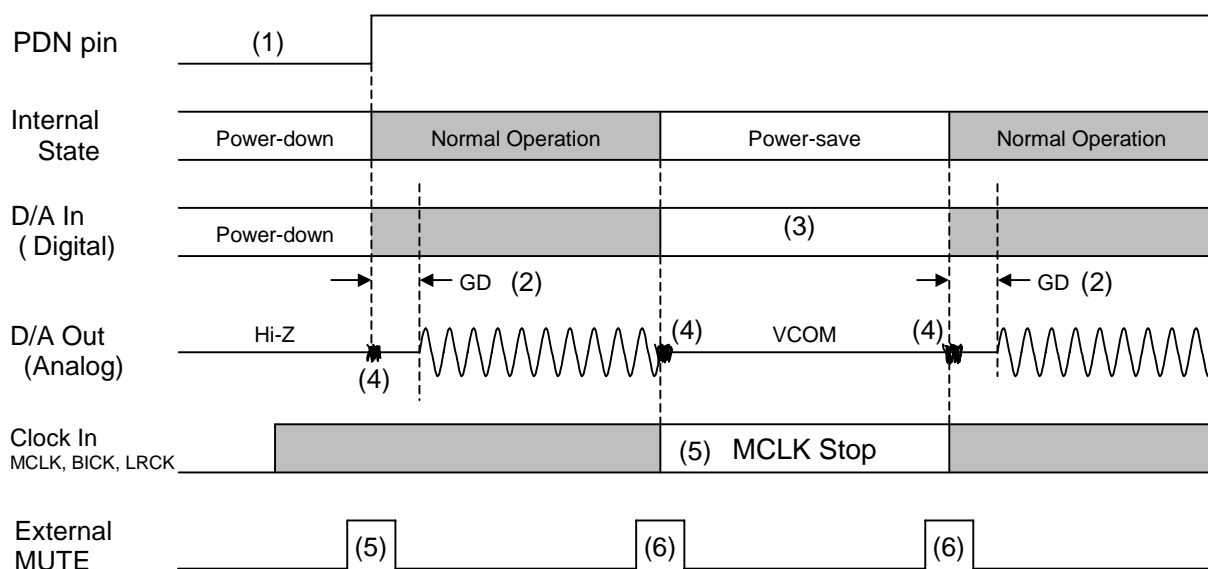 PDN pin
(1)
Internal
State
Power-down
Normal Operation
Power-save
Normal Operation
D/A In
( Digital)
Power-down
(3)
GD (2)
GD (2)
D/A Out
(Analog)
Hi-Z
(4)
(4)
VCOM
(4)
Clock In
MCLK, BICK, LRCK
(5) MCLK Stop
External
MUTE
(5)
(6)
(6)